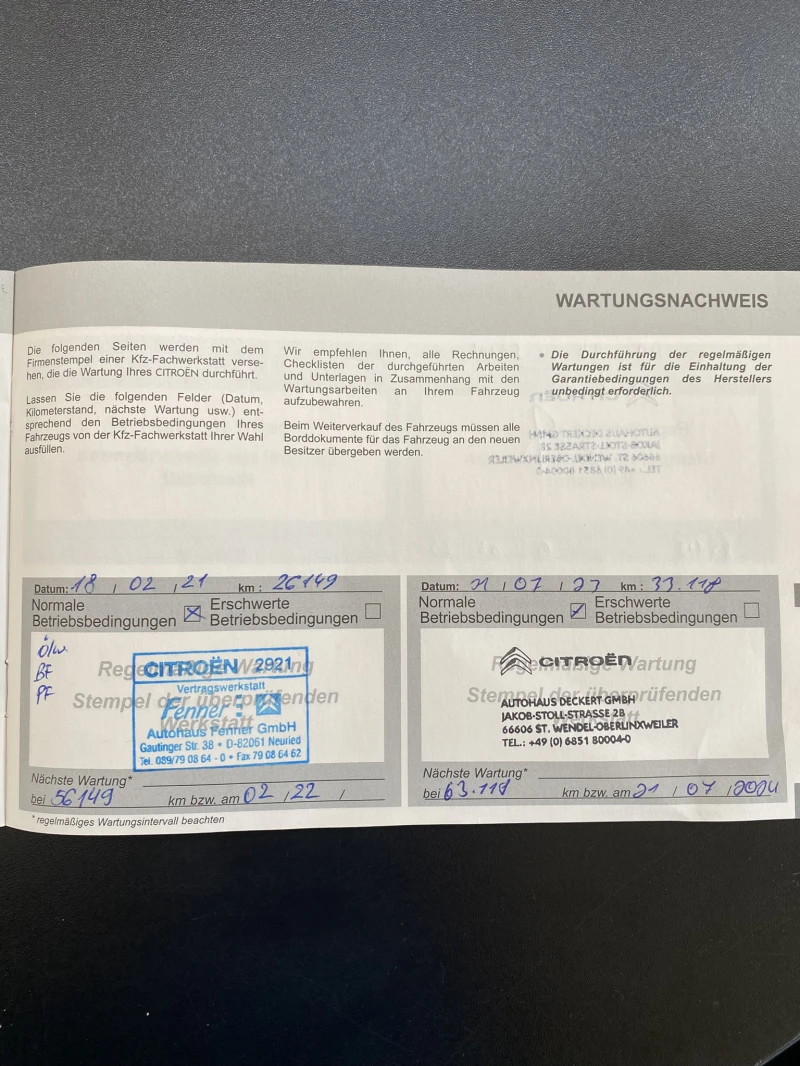 WARTUNGSNACHWEIS
Die folgenden Seiten werden mit dem
Firmenstempel einer Kfz-Fachwerkstatt verse-
hen, die die Wartung Ihres CITROËN durchführt.
Lassen Sie die folgenden Felder (Datum,
Kilometerstand, nächste Wartung usw.) ent-
sprechend den Betriebsbedingungen Ihres
Fahrzeugs von der Kfz-Fachwerkstatt Ihrer Wahl
ausfüllen.
Wir empfehlen Ihnen, alle Rechnungen,
Checklisten der durchgeführten Arbeiten
und Unterlagen in Zusammenhang mit den
Wartungsarbeiten an Ihrem Fahrzeug
aufzubewahren.
Beim Weiterverkauf des Fahrzeugs müssen alle
Borddokumente für das Fahrzeug an den neuen
Besitzer übergeben werden.
• Die Durchführung der regelmäßigen
Wartungen ist für die Einhaltung der
Garantiebedingungen des Herstellers
unbedingt erforderlich.
Datum: 18 / 02 / 21 km : 26149
Normale
Betriebsbedingungen
Erschwerte
Betriebsbedingungen
Ölw.
BF
PF
Regelmäßige Wartung
Stempel der überprüfenden
Werkstatt
CITROËN 2921
Vertragswerkstatt
Fenner
Autohaus Fenner GmbH
Gautinger Str. 38 • D-82061 Neuried
Tel. 089/79 08 64 - 0 • Fax 79 08 64 62
Nächste Wartung*
bei 56149 km bzw. am 02 / 22 /
* regelmäßiges Wartungsintervall beachten
Datum: 21 / 07 / 23 km : 33.118
Normale
Betriebsbedingungen
Erschwerte
Betriebsbedingungen
Regelmäßige Wartung
Stempel der überprüfenden
Werkstatt
CITROËN
AUTOHAUS DECKERT GMBH
JAKOB-STOLL-STRASSE 2B
66606 ST. WENDEL-OBERLINXWEILER
TEL.: +49 (0) 6851 80004-0
Nächste Wartung*
bei 63.118 km bzw. am 21 / 07 / 2024